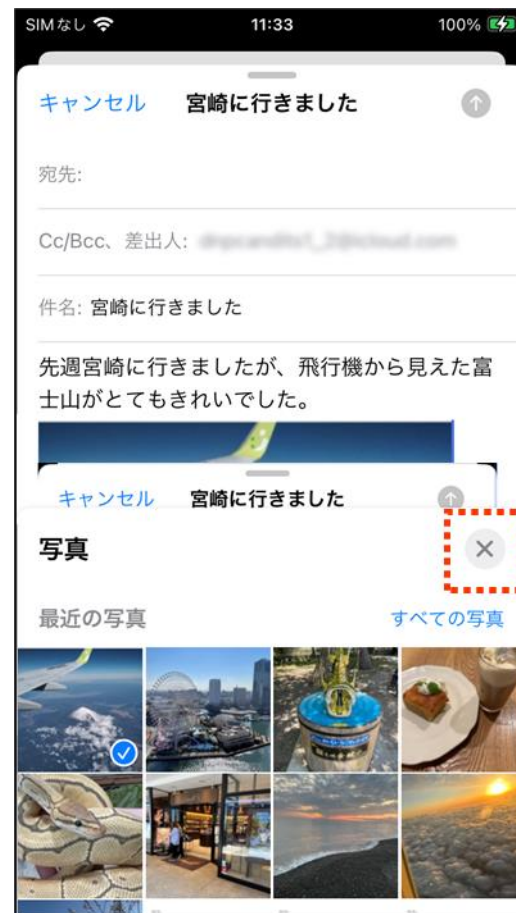 SIMなし 11:33 100%
キャンセル 宮崎に行きました
宛先:
Cc/Bcc、差出人:
件名: 宮崎に行きました
先週宮崎に行きましたが、飛行機から見えた富
士山がとてもきれいでした。
キャンセル 宮崎に行きました
写真
最近の写真 すべての写真